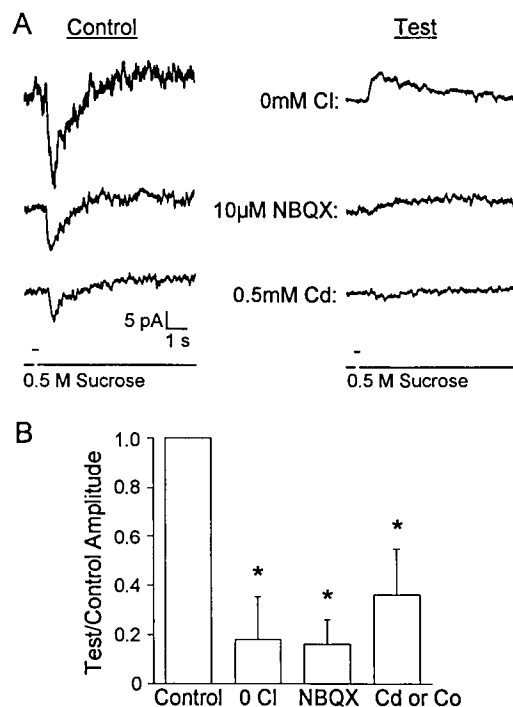 A
Control
Test
0mM Cl:
10µM NBQX:
0.5mM Cd:
5 pA
1 s
0.5 M Sucrose
0.5 M Sucrose
B
Test/Control Amplitude
1.0
0.8
0.6
0.4
0.2
0
*
*
*
Control 0 Cl NBQX Cd or Co